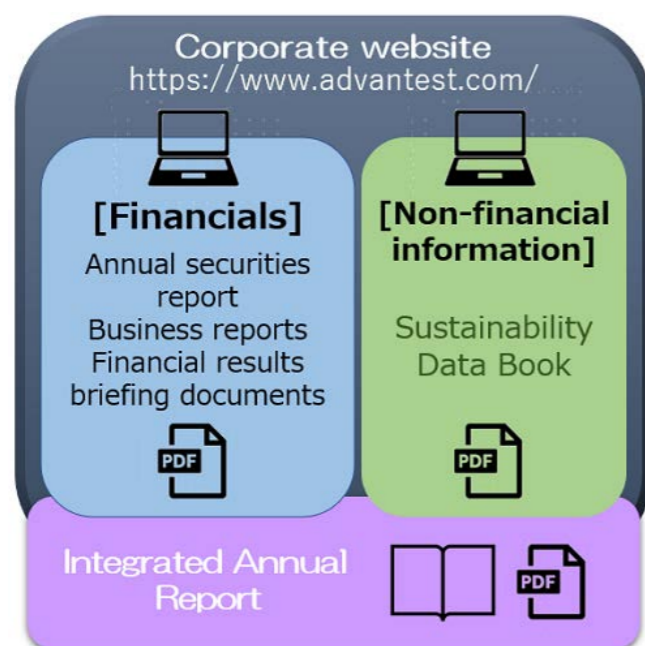 Corporate website
https://www.advantest.com/
[Financials]
Annual securities
report
Business reports
Financial results
briefing documents
PDF
[Non-financial
information]
Sustainability
Data Book
PDF
Integrated Annual
Report
PDF